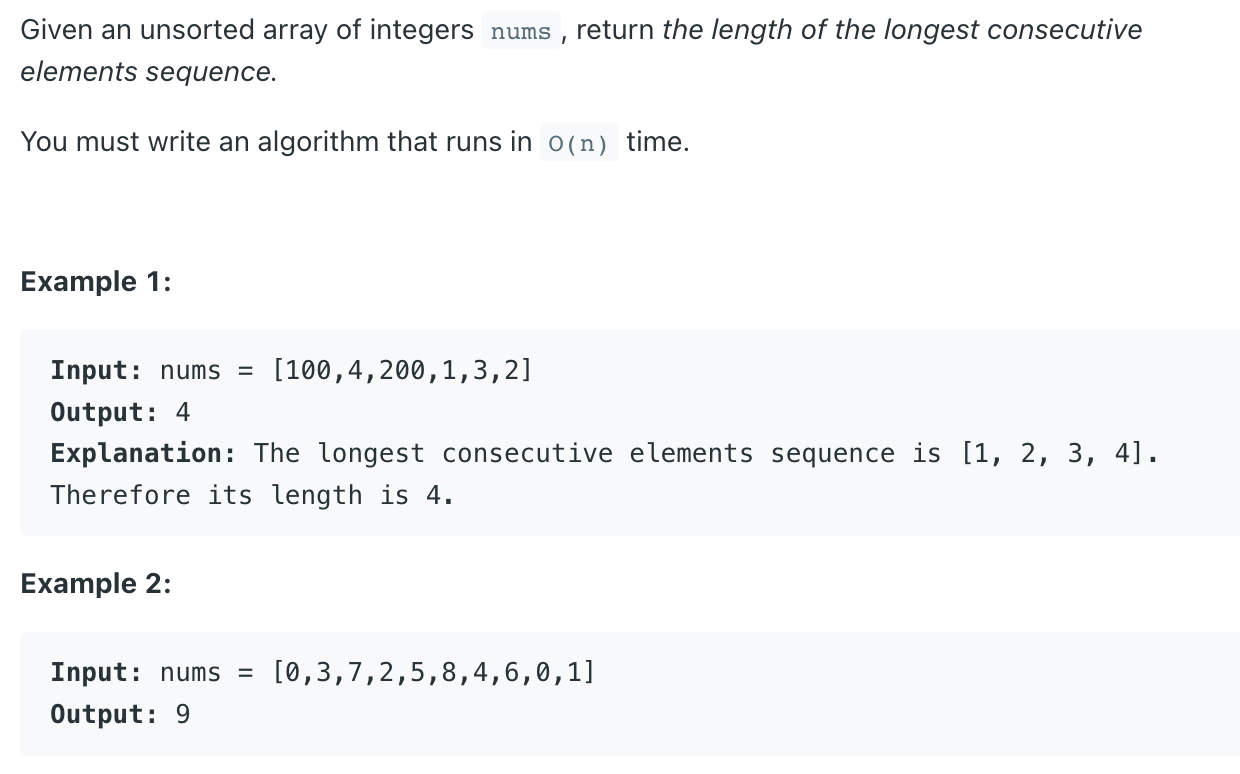 Given an unsorted array of integers nums , return the length of the longest consecutive
elements sequence.
You must write an algorithm that runs in O(n) time.
Example 1:
Input: nums = [100,4,200,1,3,2]
Output: 4
Explanation: The longest consecutive elements sequence is [1, 2, 3, 4].
Therefore its length is 4.
Example 2:
Input: nums = [0,3,7,2,5,8,4,6,0,1]
Output: 9